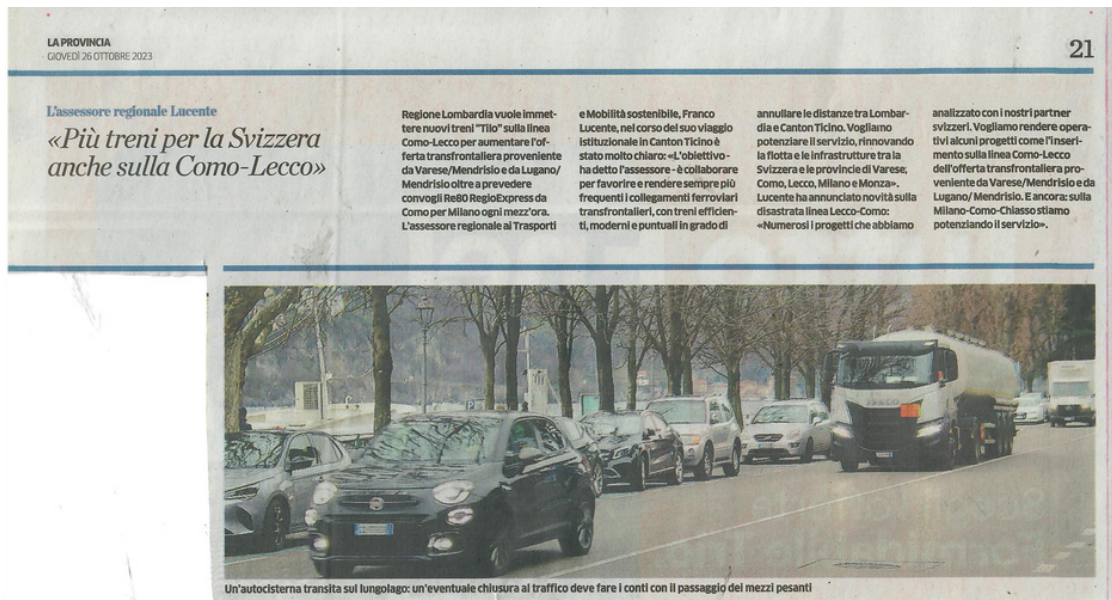 LA PROVINCIA
GIOVEDÌ 26 OTTOBRE 2023
21
L'assessore regionale Lucente
«Più treni per la Svizzera
anche sulla Como-Lecco»
Regione Lombardia vuole immet-
tere nuovi treni "Tilo" sulla linea
Como-Lecco per aumentare l'of-
ferta transfrontaliera proveniente
da Varese/Mendrisio e da Lugano/
Mendrisio oltre a prevedere
convogli Re80 RegioExpress da
Como per Milano ogni mezz'ora.
L'assessore regionale ai Trasporti
e Mobilità sostenibile, Franco
Lucente, nel corso del suo viaggio
istituzionale in Canton Ticino è
stato molto chiaro: «L'obiettivo -
ha detto l'assessore - è collaborare
per favorire e rendere sempre più
frequenti i collegamenti ferroviari
transfrontalieri, con treni efficien-
ti, moderni e puntuali in grado di
annullare le distanze tra Lombar-
dia e Canton Ticino. Vogliamo
potenziare il servizio, rinnovando
la flotta e le infrastrutture tra la
Svizzera e le provincie di Varese,
Como, Lecco, Milano e Monza».
Lucente ha annunciato novità sulla
disastrata linea Lecco-Como:
«Numerosi i progetti che abbiamo
analizzato con i nostri partner
svizzeri. Vogliamo rendere opera-
tivi alcuni progetti come l'inseri-
mento sulla linea Como-Lecco
dell'offerta transfrontaliera pro-
veniente da Varese/Mendrisio e da
Lugano/ Mendrisio. E ancora: sulla
Milano-Como-Chiasso stiamo
potenziando il servizio».
IVECO
P
Un'autocisterna transita sul lungolago: un'eventuale chiusura al traffico deve fare i conti con il passaggio dei mezzi pesanti